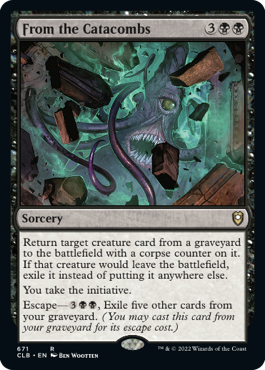 From the Catacombs 3
Sorcery
Return target creature card from a graveyard
to the battlefield with a corpse counter on it.
If that creature would leave the battlefield,
exile it instead of putting it anywhere else.
You take the initiative.
Escape—3, Exile five other cards from
your graveyard. (You may cast this card from
your graveyard for its escape cost.)
671 R
CLB • EN Ben Wootten
™ & © 2022 Wizards of the Coast